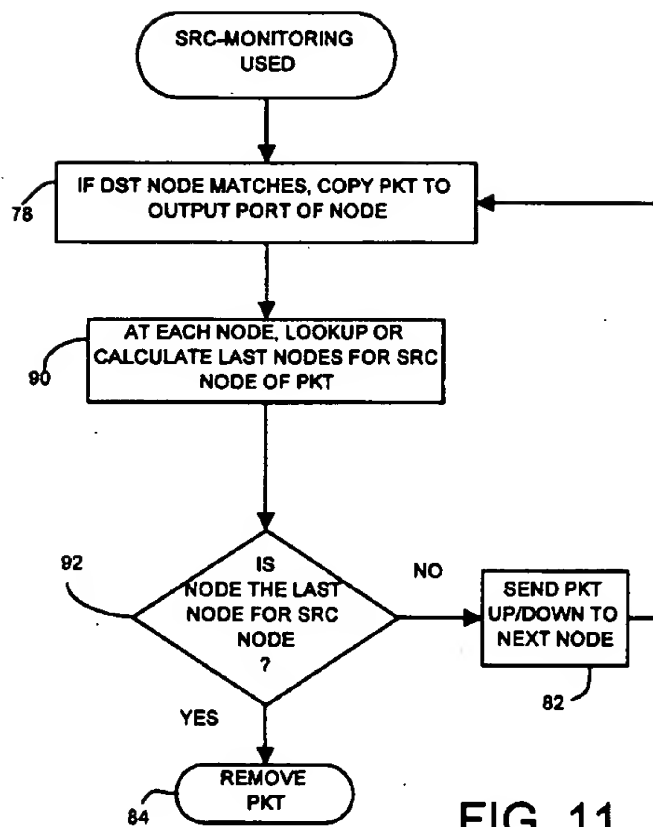 SRC-MONITORING
USED
IF DST NODE MATCHES, COPY PKT TO
OUTPUT PORT OF NODE
78
AT EACH NODE, LOOKUP OR
CALCULATE LAST NODES FOR SRC
NODE OF PKT
90
92
IS
NODE THE LAST
NODE FOR SRC
NODE
?
NO
SEND PKT
UP/DOWN TO
NEXT NODE
82
YES
REMOVE
PKT
84
FIG. 11